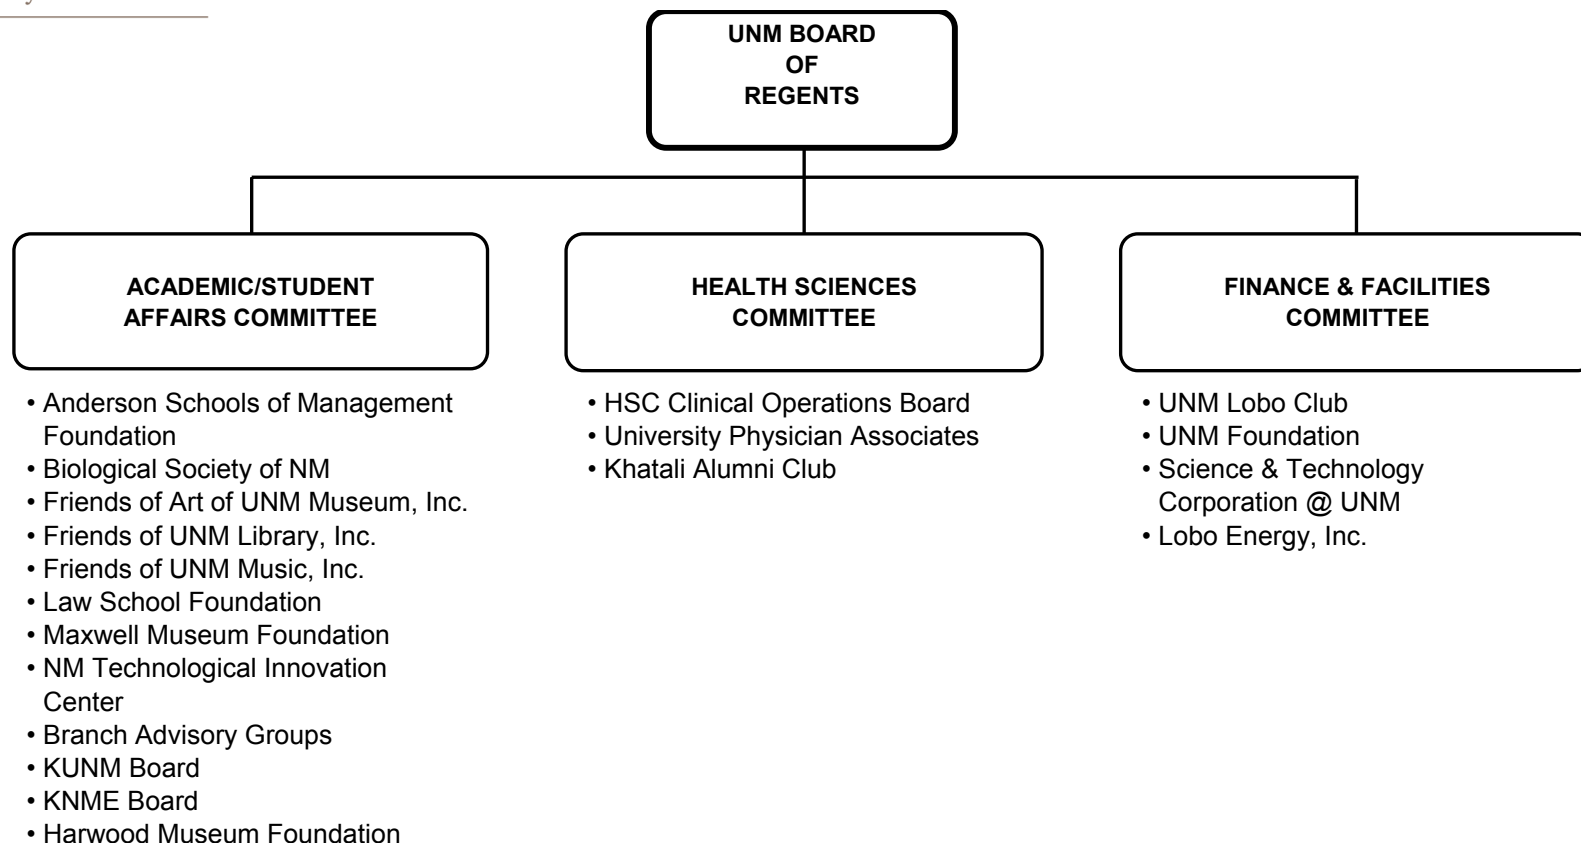 UNM BOARD
OF
REGENTS
ACADEMIC/STUDENT
AFFAIRS COMMITTEE
• Anderson Schools of Management
Foundation
• Biological Society of NM
• Friends of Art of UNM Museum, Inc.
• Friends of UNM Library, Inc.
• Friends of UNM Music, Inc.
• Law School Foundation
• Maxwell Museum Foundation
• NM Technological Innovation
Center
• Branch Advisory Groups
• KUNM Board
• KNME Board
• Harwood Museum Foundation
HEALTH SCIENCES
COMMITTEE
• HSC Clinical Operations Board
• University Physician Associates
• Khatali Alumni Club
FINANCE & FACILITIES
COMMITTEE
• UNM Lobo Club
• UNM Foundation
• Science & Technology
Corporation @ UNM
• Lobo Energy, Inc.